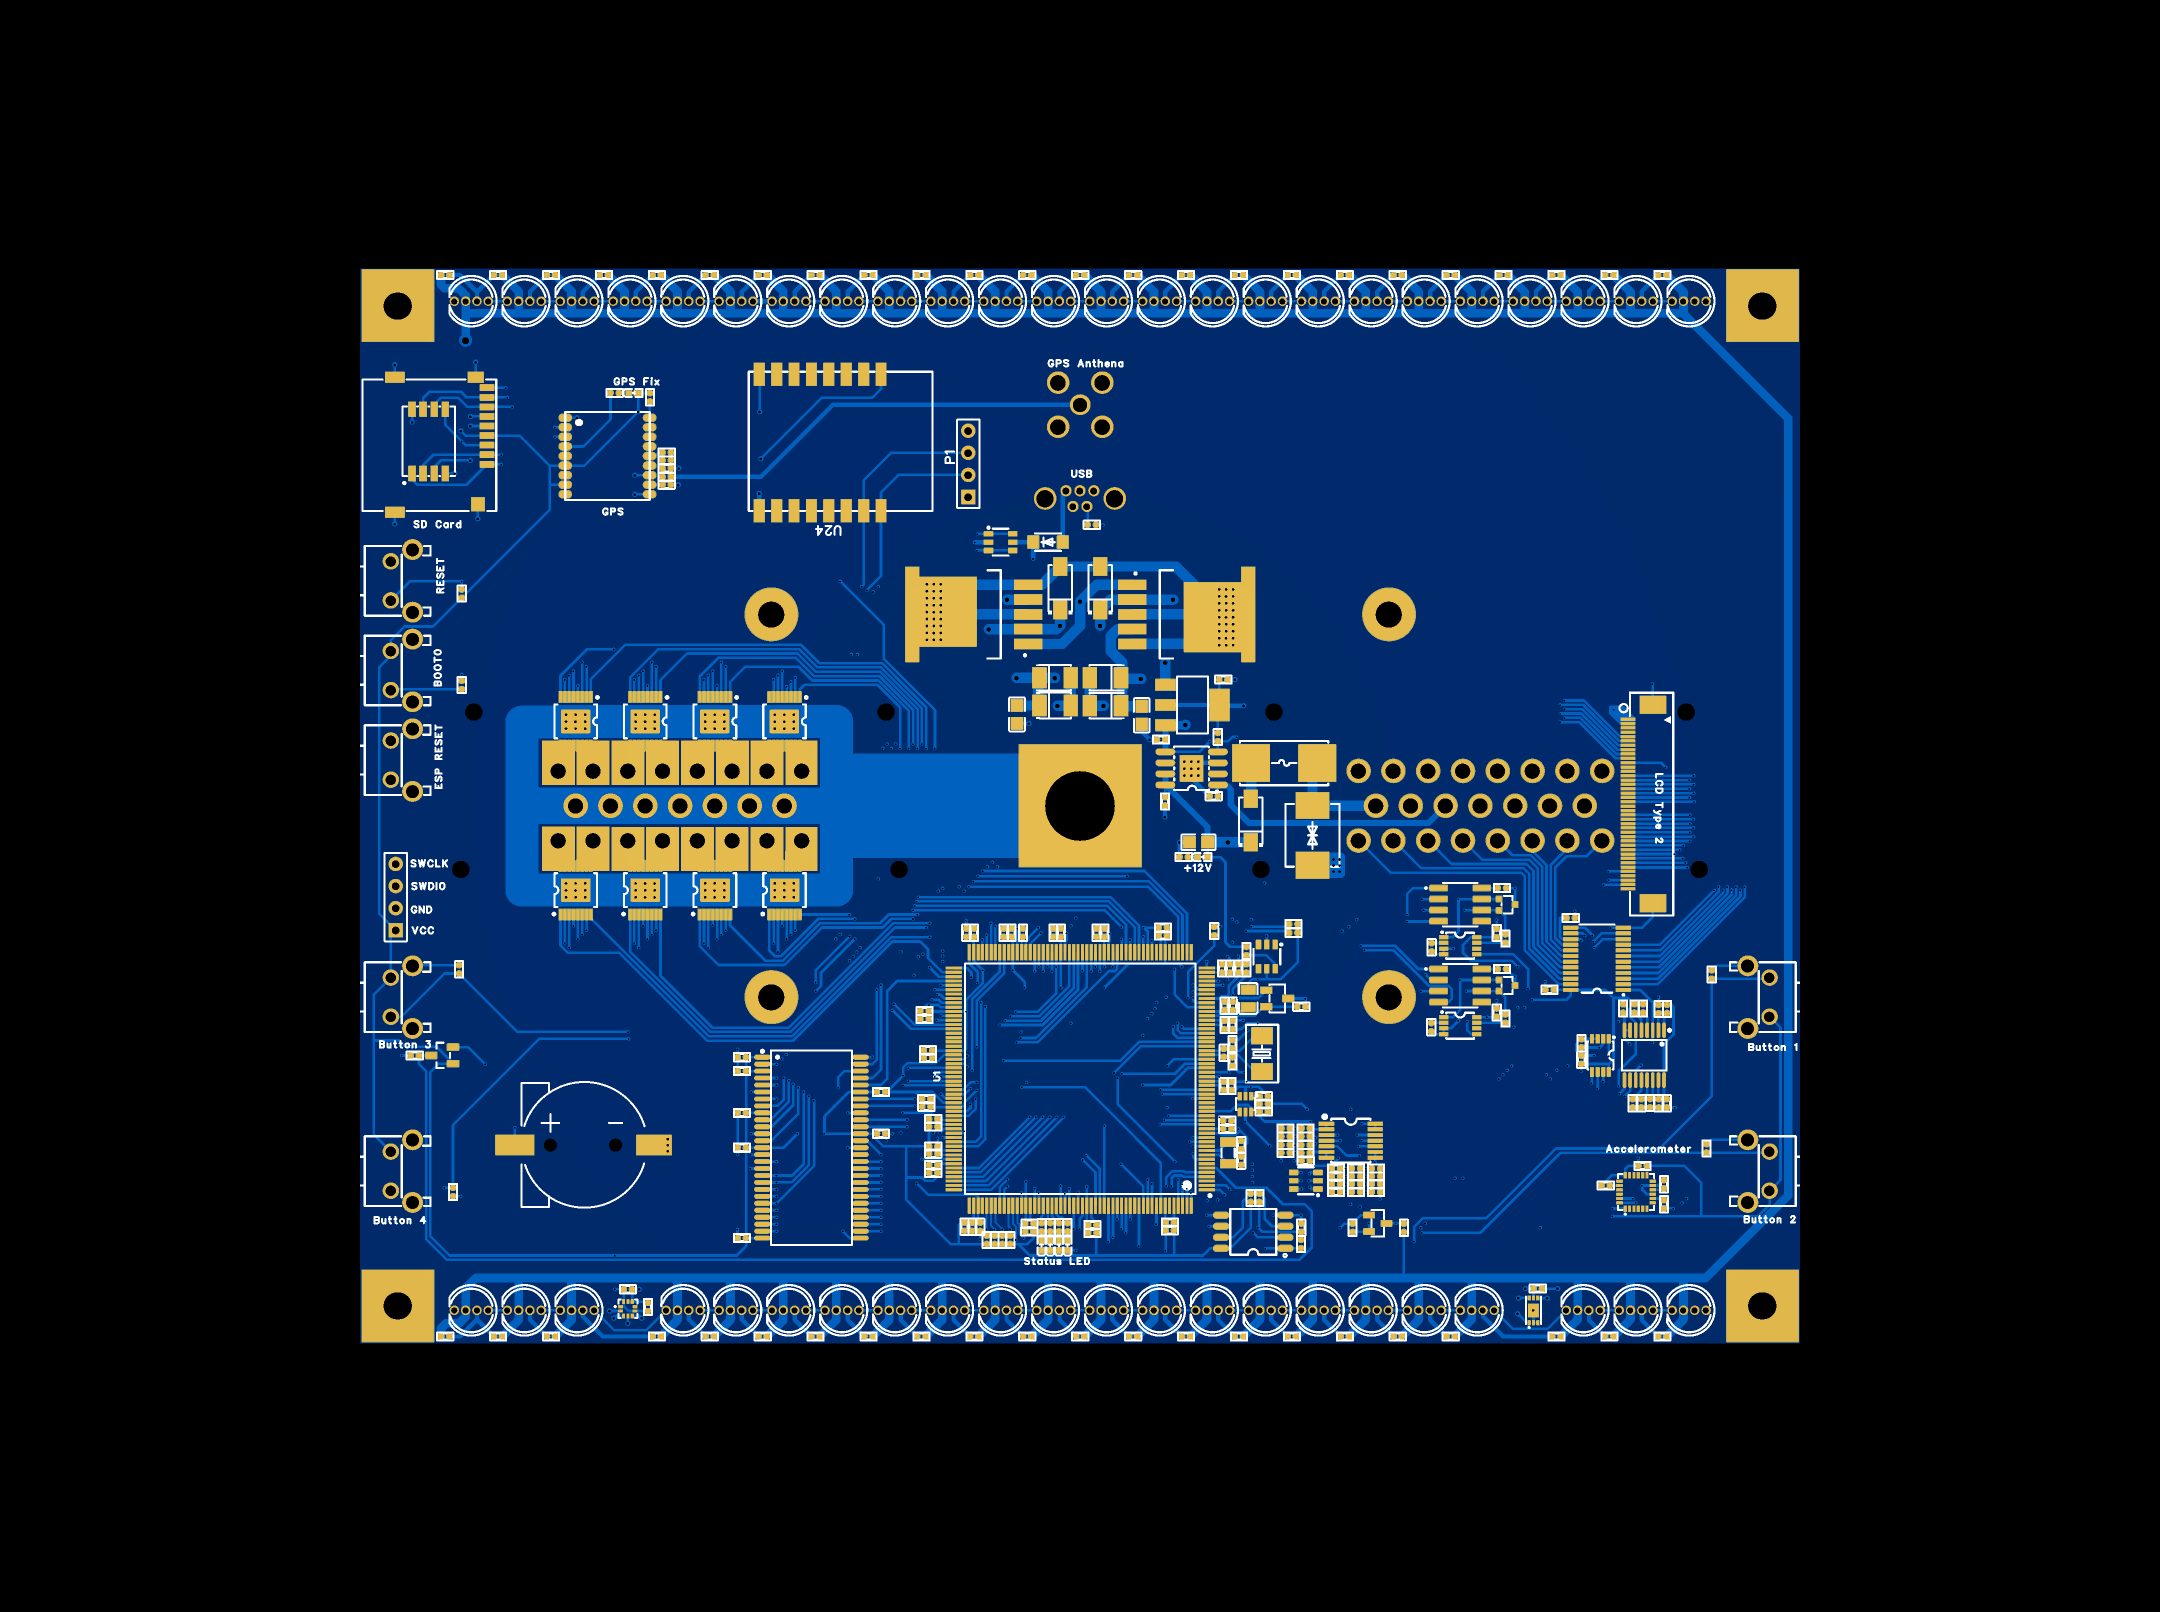 GPS Anthena
GPS Fix
P1
USB
SD Card
GPS
U24
RESET
BOOT0
ESP RESET
LCD Type 2
SWCLK
SWDIO
GND
VCC
+12V
Button 3
Button 1
U1
+ −
Accelerometer
Button 4
Button 2
Status LED